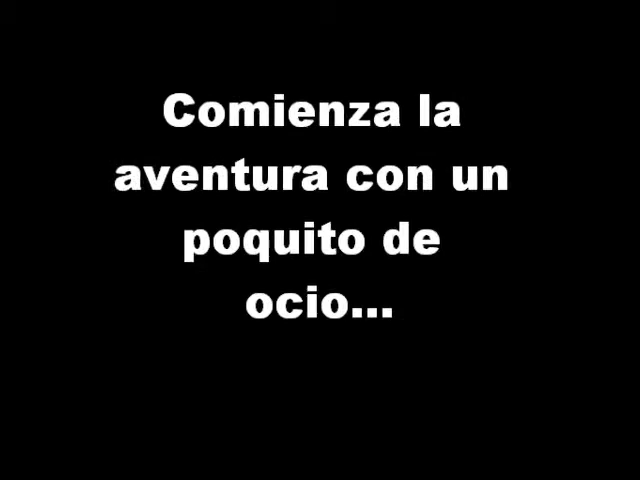 Comienza la
aventura con un
poquito de
ocio...